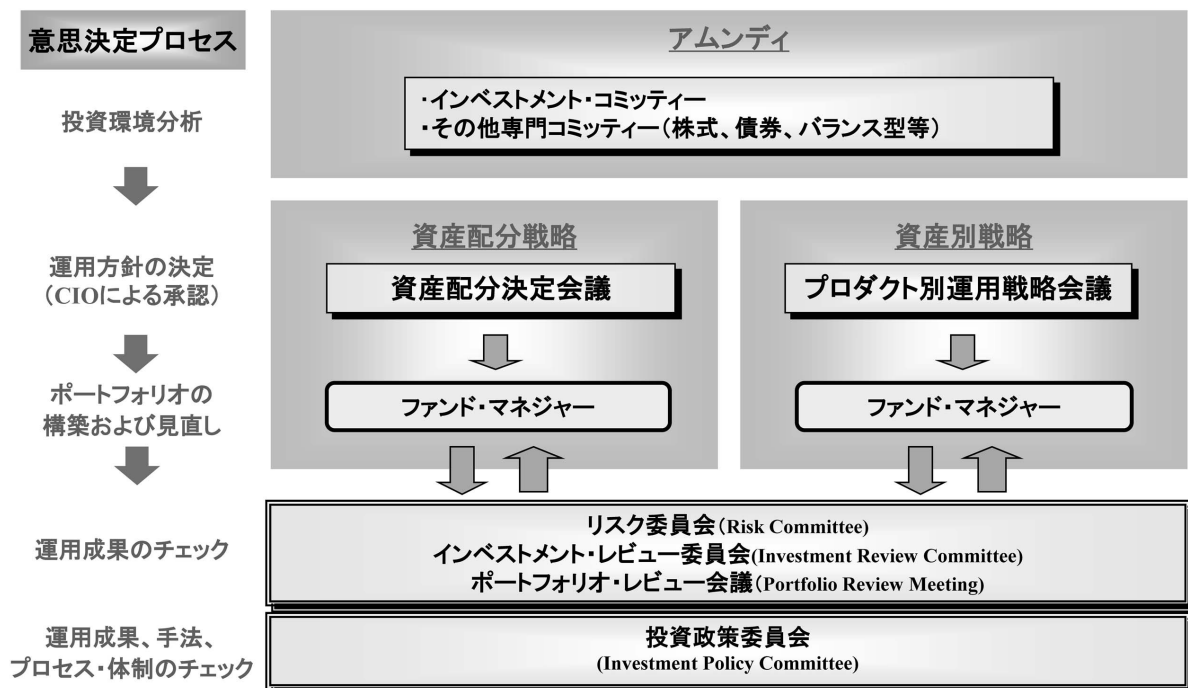 意思決定プロセス
アムンディ
投資環境分析
・インベストメント・コミッティー
・その他専門コミッティー（株式、債券、バランス型等）
運用方針の決定
（CIOによる承認）
資産配分戦略
資産配分決定会議
資産別戦略
プロダクト別運用戦略会議
ポートフォリオの
構築および見直し
ファンド・マネジャー
ファンド・マネジャー
運用成果のチェック
リスク委員会（Risk Committee）
インベストメント・レビュー委員会(Investment Review Committee)
ポートフォリオ・レビュー会議（Portfolio Review Meeting)
運用成果、手法、
プロセス・体制のチェック
投資政策委員会
(Investment Policy Committee)